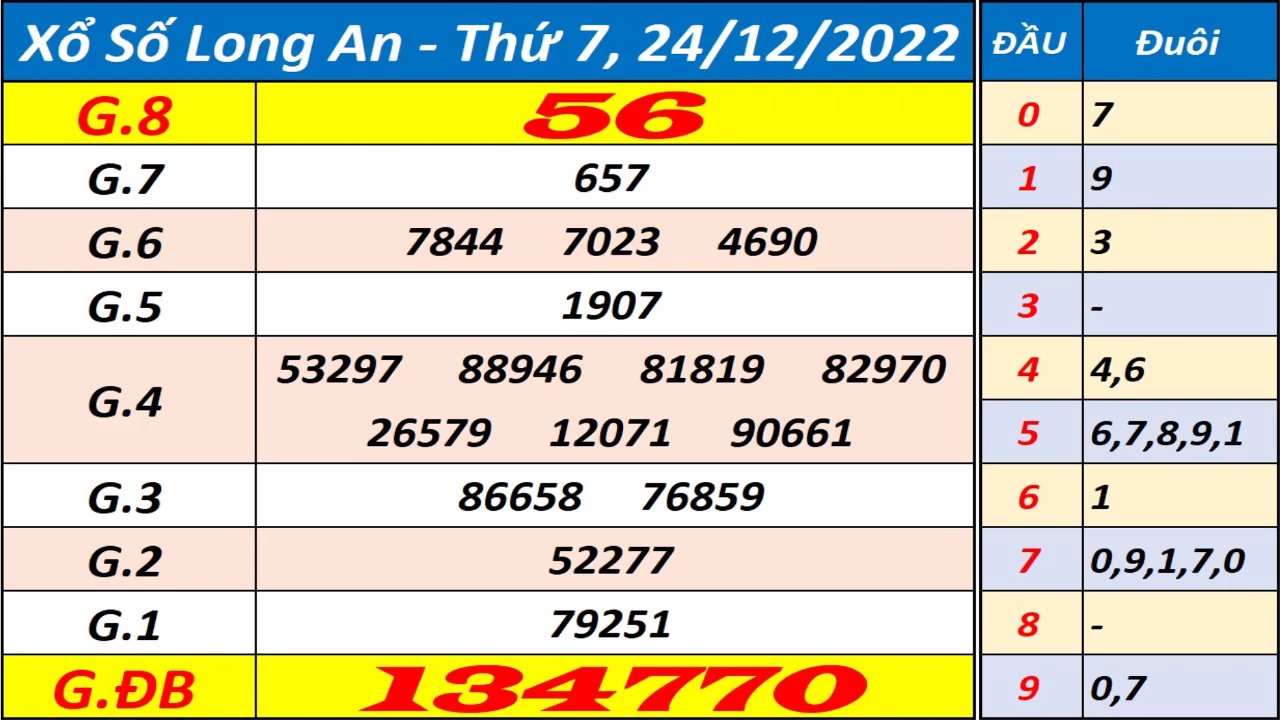 Xổ Số Long An - Thứ 7, 24/12/2022
G.8 56
G.7 657
G.6 7844 7023 4690
G.5 1907
G.4 53297 88946 81819 82970
26579 12071 90661
G.3 86658 76859
G.2 52277
G.1 79251
G.ĐB 134770
ĐẦU Đuôi
0 7
1 9
2 3
3 -
4 4,6
5 6,7,8,9,1
6 1
7 0,9,1,7,0
8 -
9 0,7